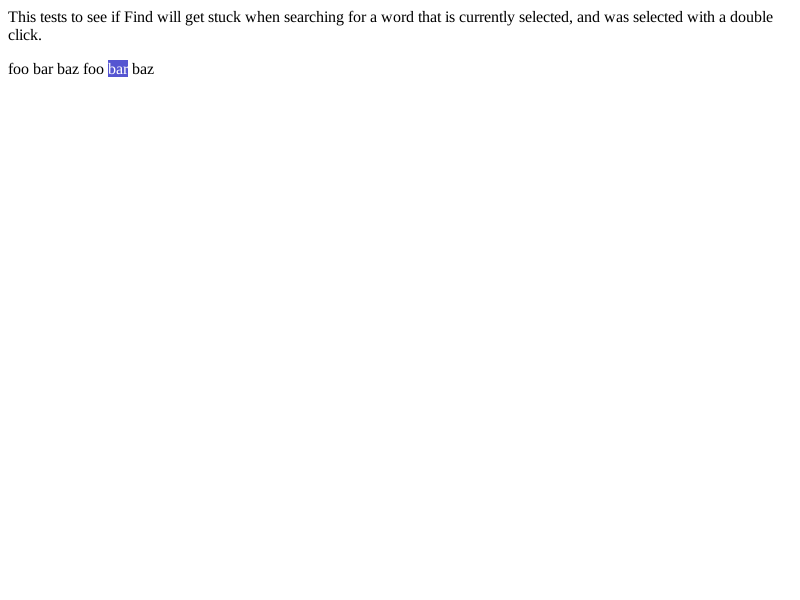 This tests to see if Find will get stuck when searching for a word that is currently selected, and was selected with a double
click.
foo bar baz foo bar baz